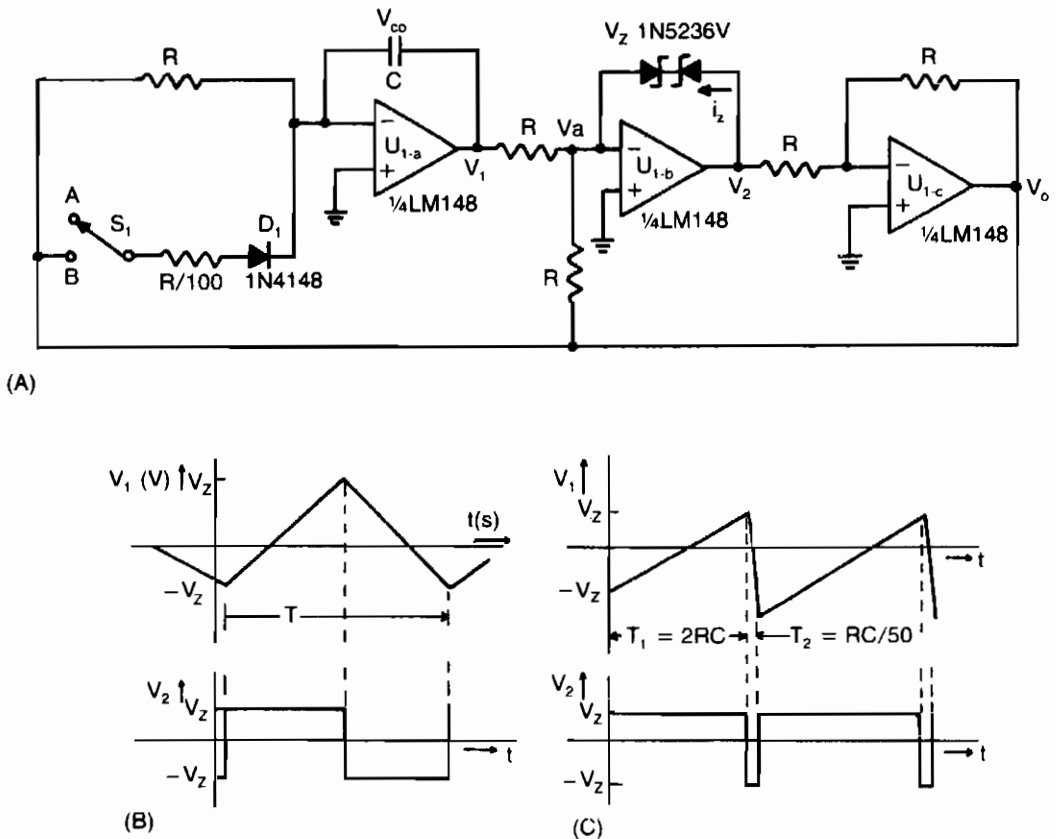 V_CD
V_Z 1N5236V
R
C
R
i_z
R
Va
R
U_1-a
V_1
U_1-b
V_2
U_1-c
V_o
A
S_1
D_1
¼LM148
¼LM148
¼LM148
B
R/100
1N4148
R
(A)
V_1 (V)
V_Z
t(s)
−V_Z
T
V_2
V_Z
t
−V_Z
(B)
V_1
V_Z
t
−V_Z
T_1 = 2RC
T_2 = RC/50
V_2
V_Z
t
−V_Z
(C)